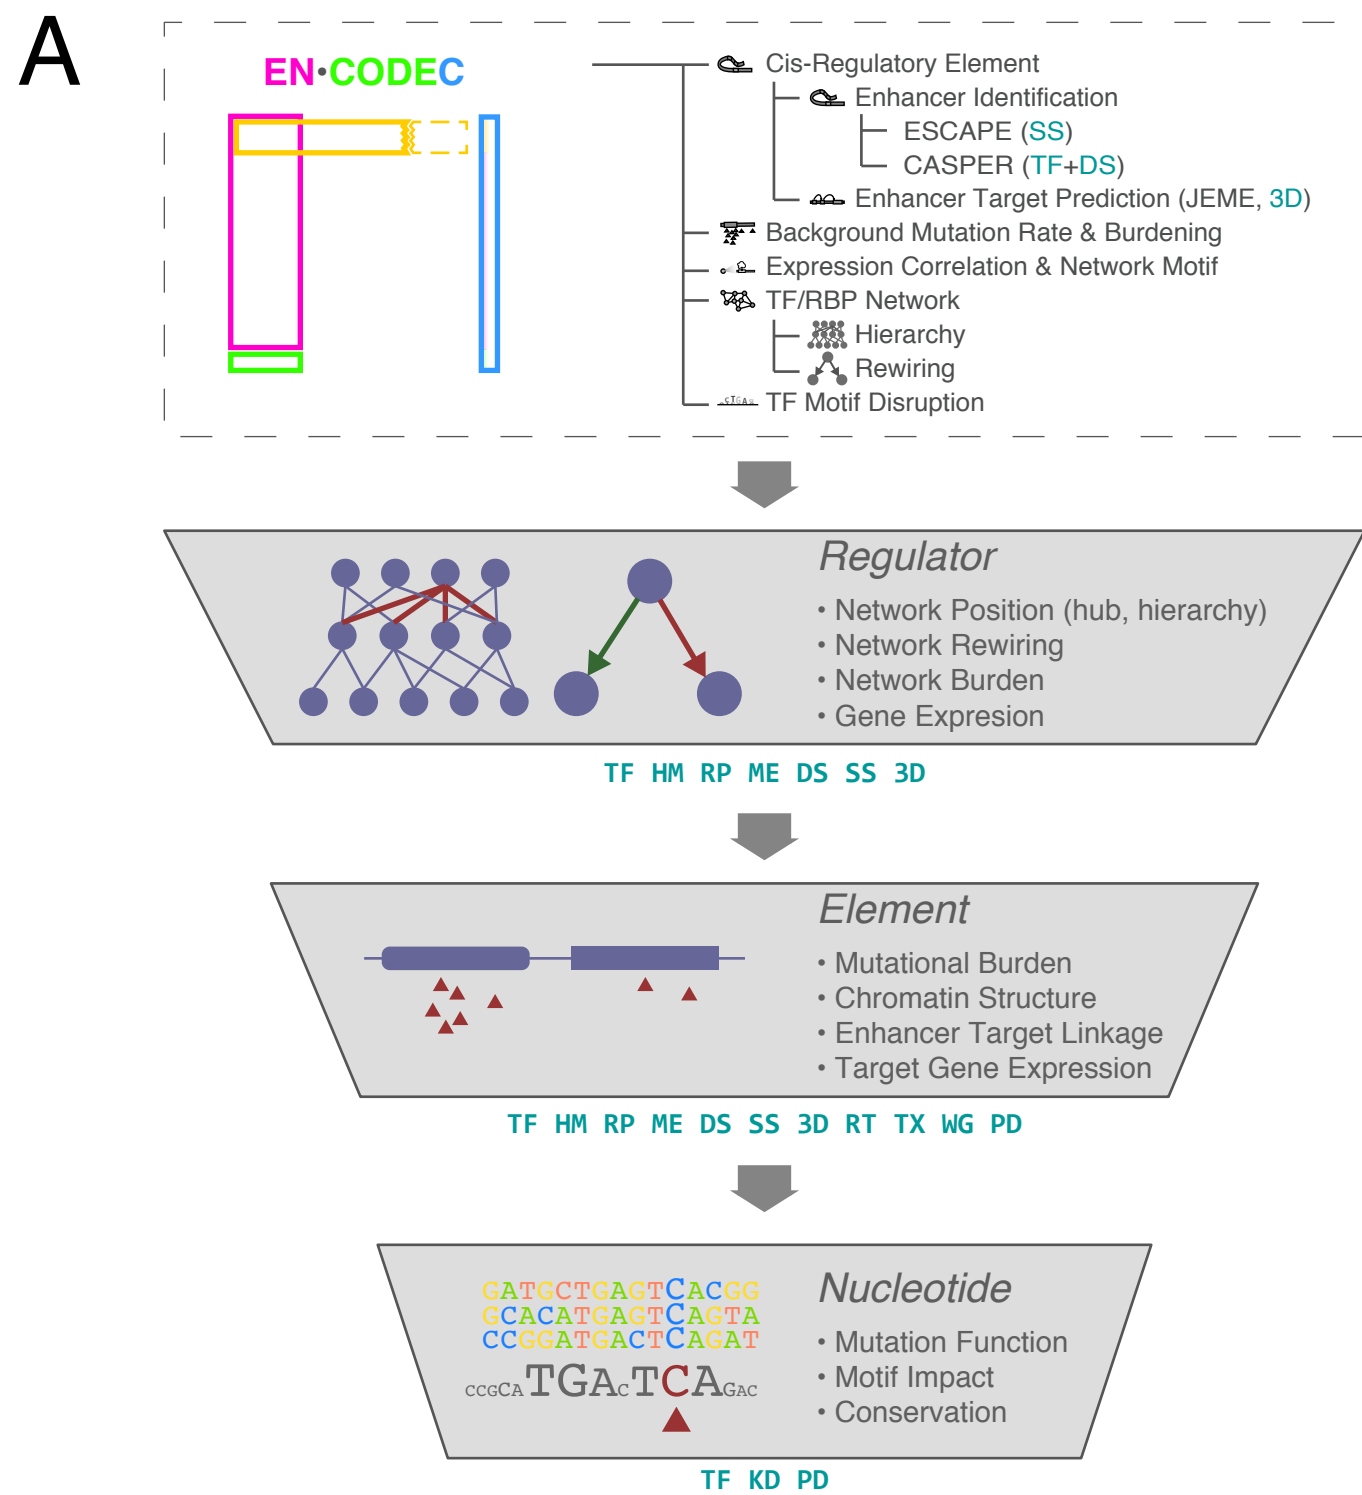 A
EN•CODEC
Cis-Regulatory Element
Enhancer Identification
ESCAPE (SS)
CASPER (TF+DS)
Enhancer Target Prediction (JEME, 3D)
Background Mutation Rate & Burdening
Expression Correlation & Network Motif
TF/RBP Network
Hierarchy
Rewiring
TF Motif Disruption
Regulator
• Network Position (hub, hierarchy)
• Network Rewiring
• Network Burden
• Gene Expresion
TF HM RP ME DS SS 3D
Element
• Mutational Burden
• Chromatin Structure
• Enhancer Target Linkage
• Target Gene Expression
TF HM RP ME DS SS 3D RT TX WG PD
GATGCTGAGTCACGG
GCACATGAGTCAGTA
CCGGATGACTCAGAT
CCGCATGACTCAGAC
Nucleotide
• Mutation Function
• Motif Impact
• Conservation
TF KD PD